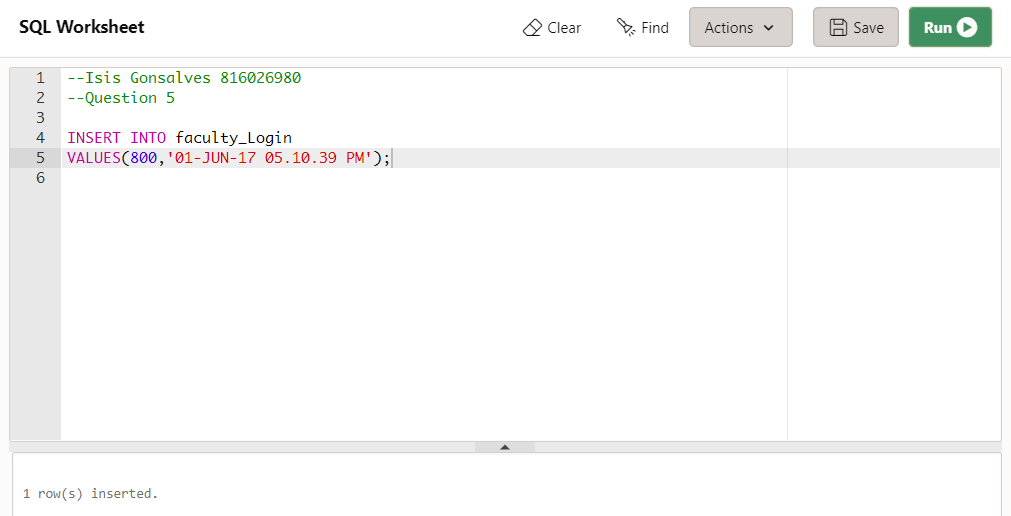 SQL Worksheet
Clear
Find
Actions
Save
Run
1 --Isis Gonsalves 816026980
2 --Question 5
3
4 INSERT INTO faculty_Login
5 VALUES(800,'01-JUN-17 05.10.39 PM');
6
1 row(s) inserted.